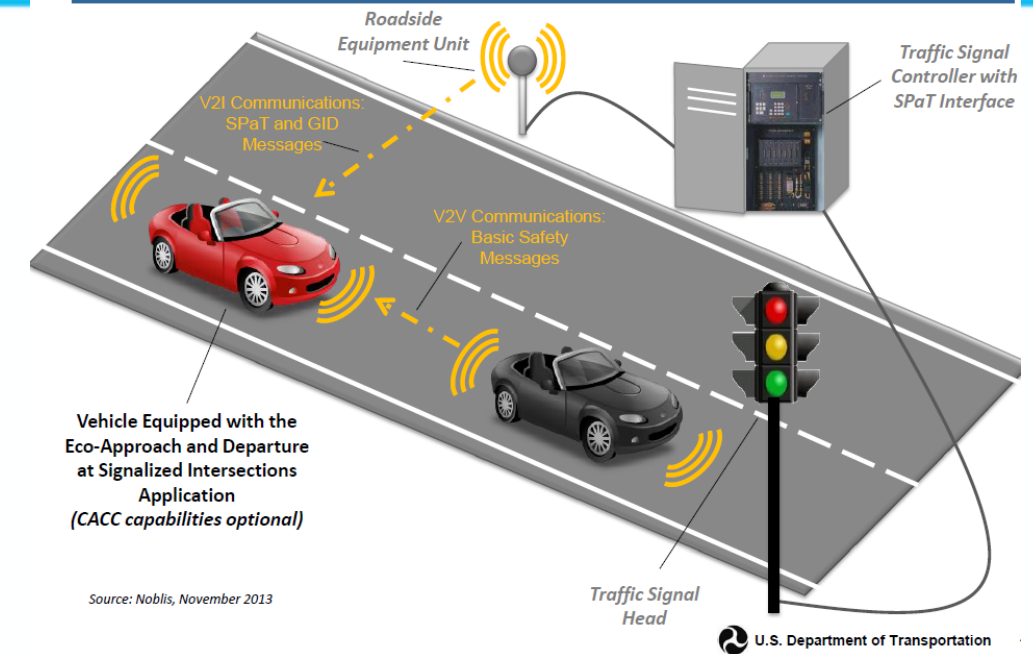 Roadside
Equipment Unit
Traffic Signal
Controller with
SPaT Interface
V2I Communications:
SPaT and GID
Messages
V2V Communications:
Basic Safety
Messages
Vehicle Equipped with the
Eco-Approach and Departure
at Signalized Intersections
Application
(CACC capabilities optional)
Source: Noblis, November 2013
Traffic Signal
Head
U.S. Department of Transportation